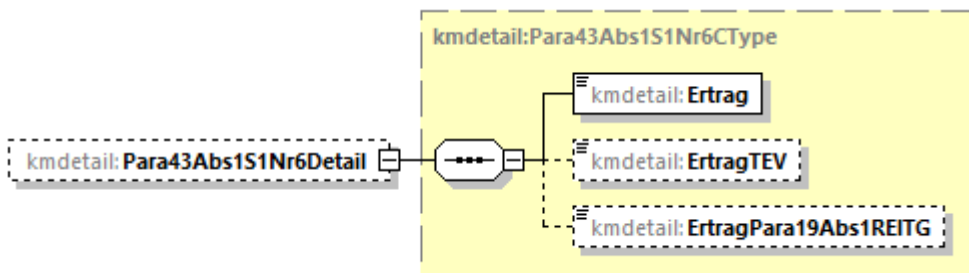 kmdetail:Para43Abs1S1Nr6CType
kmdetail:Ertrag
kmdetail:Para43Abs1S1Nr6Detail
kmdetail:ErtragTEV
kmdetail:ErtragPara19Abs1REITG